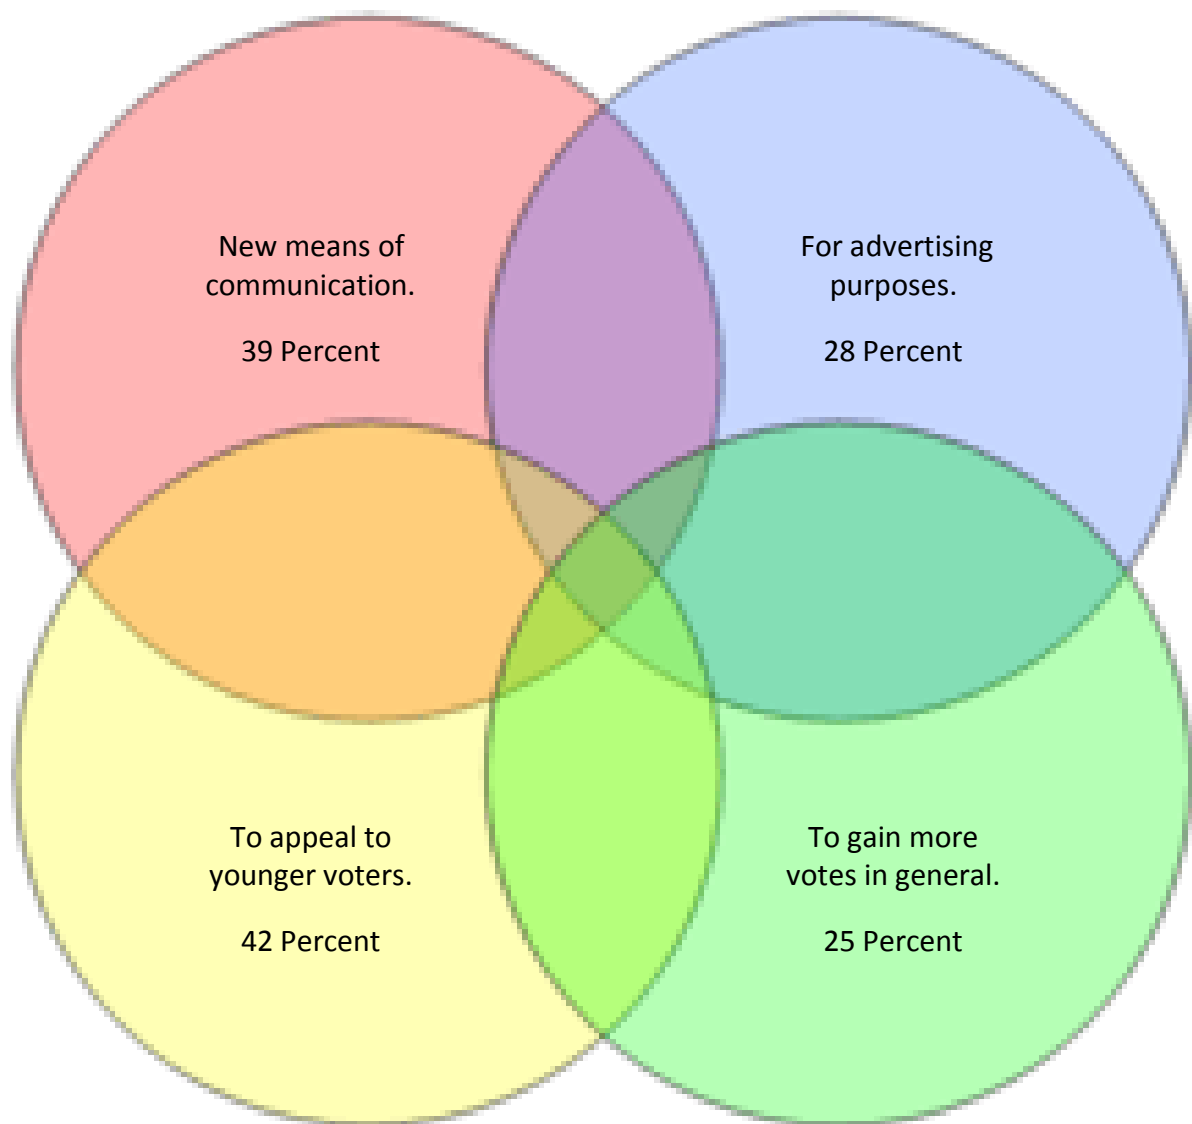 New means of
communication.
39 Percent
For advertising
purposes.
28 Percent
To appeal to
younger voters.
42 Percent
To gain more
votes in general.
25 Percent